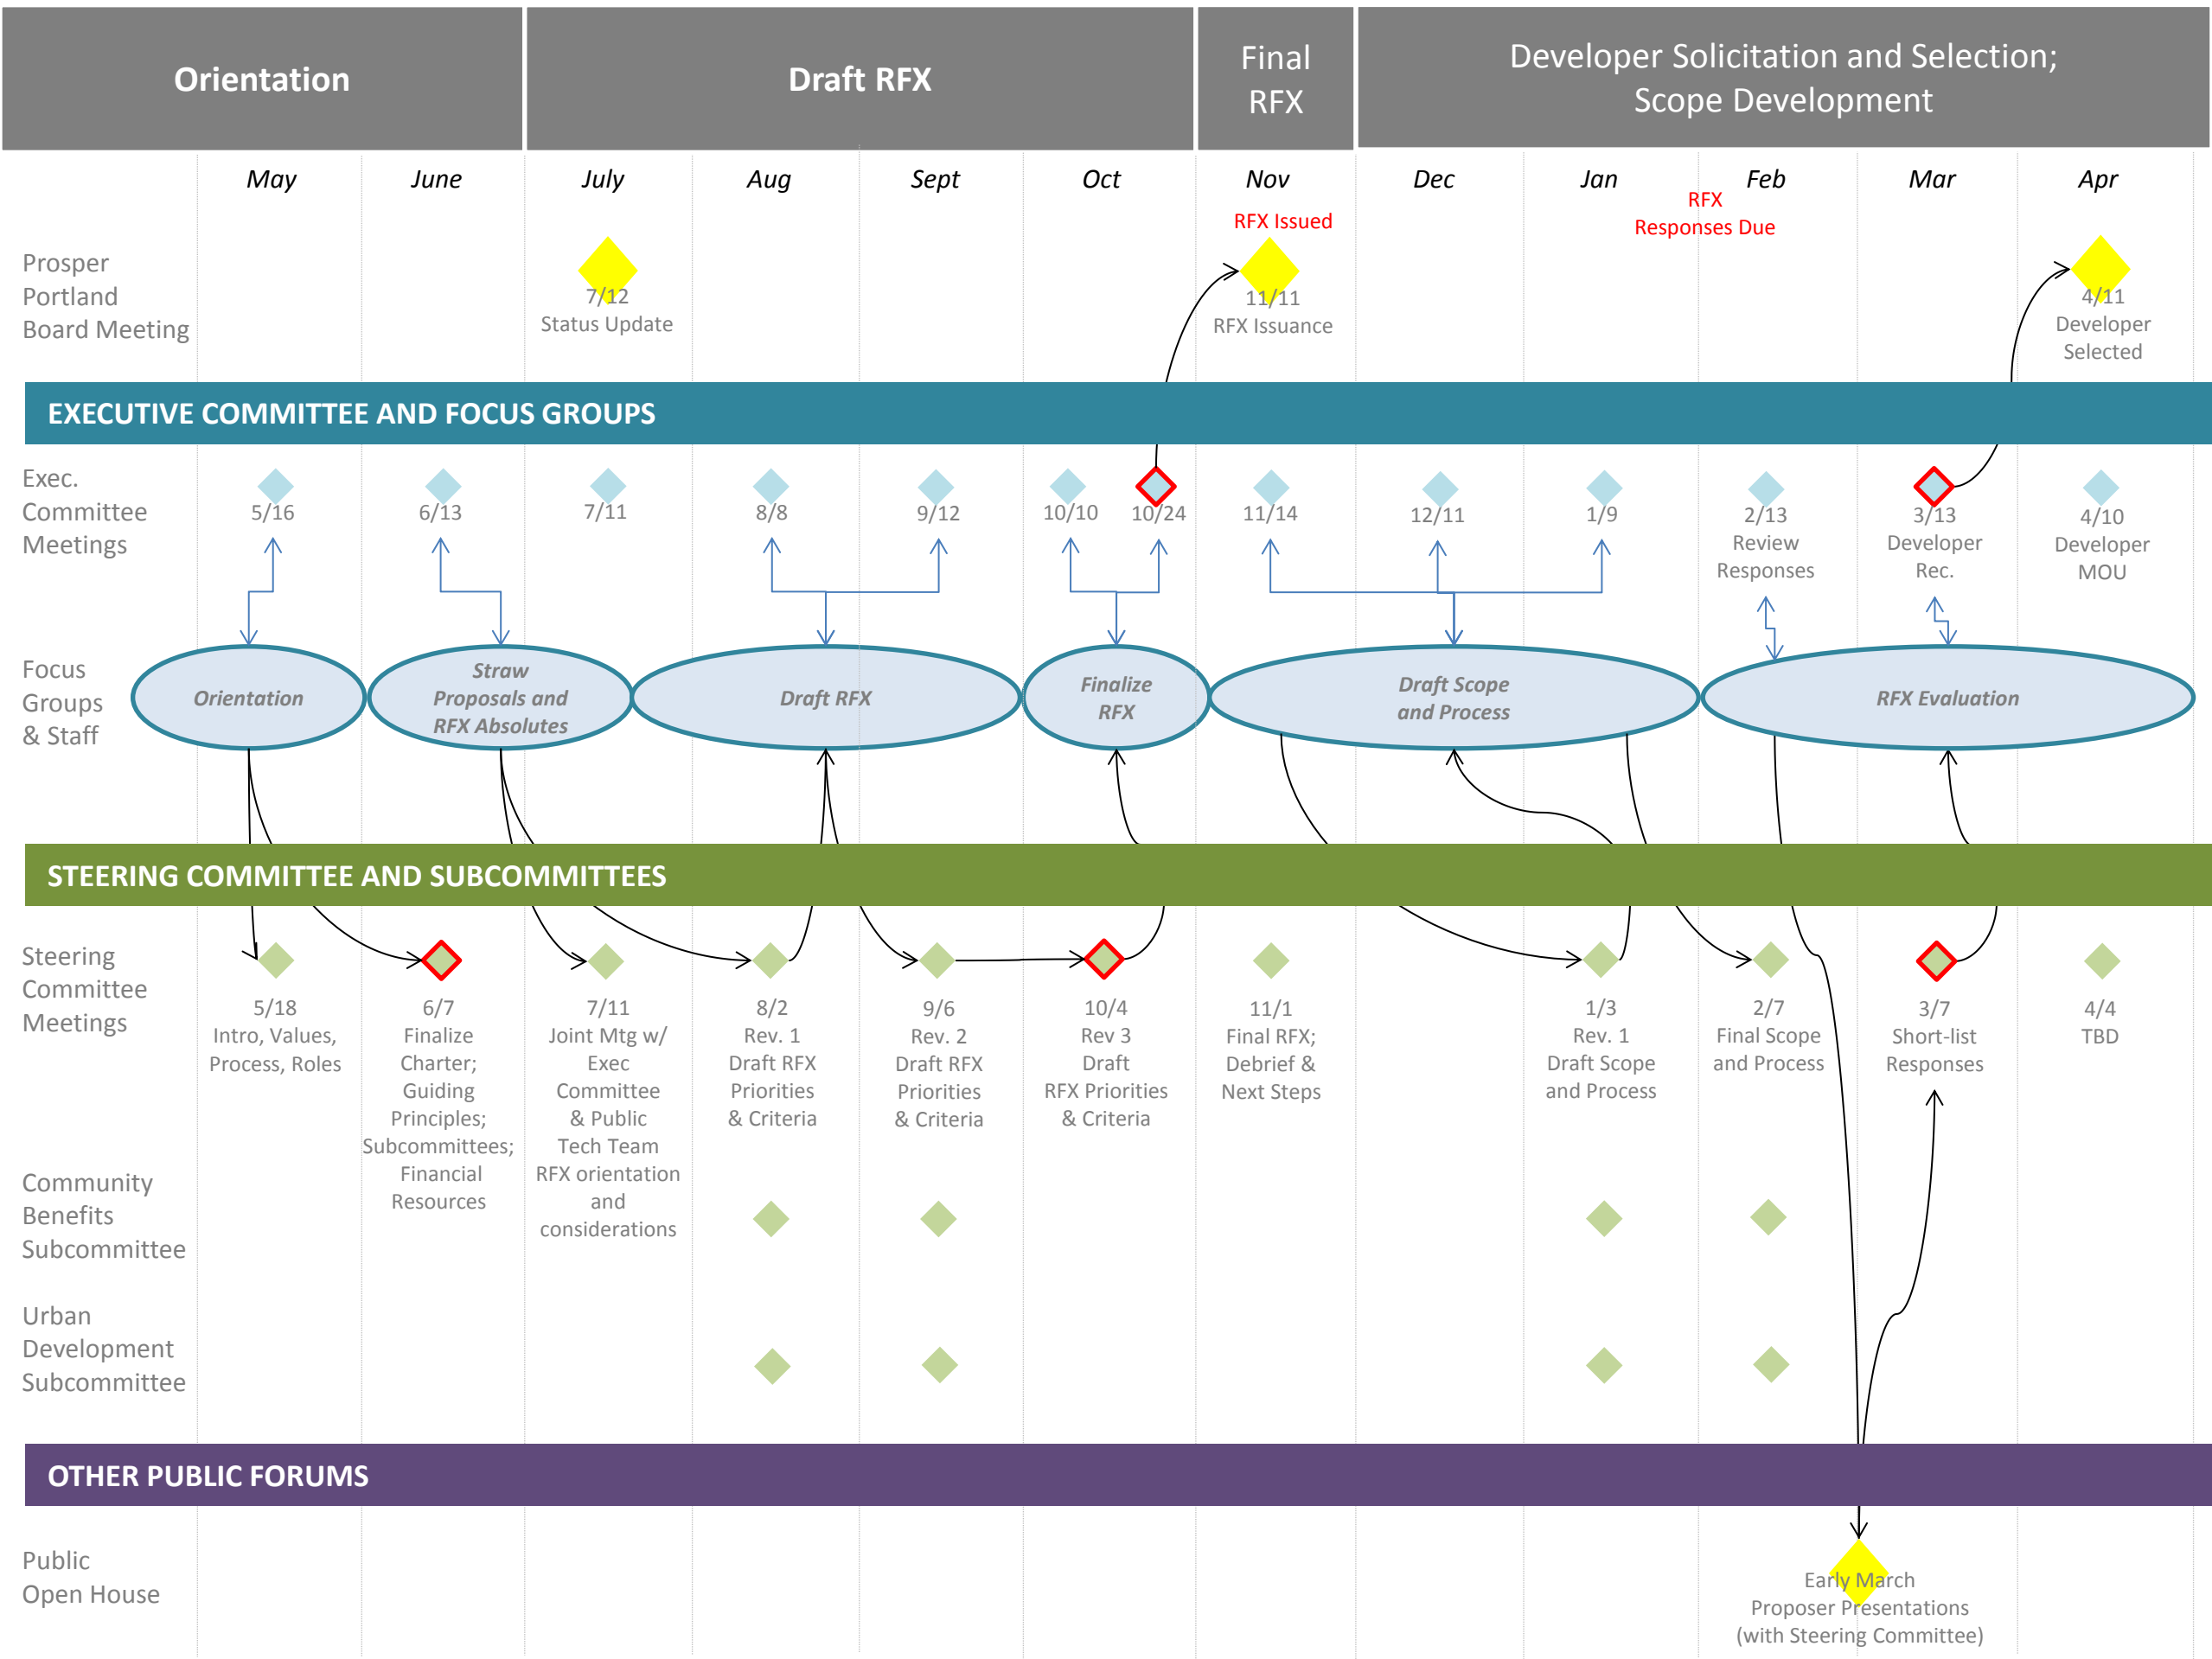 Orientation
Draft RFX
Final
RFX
Developer Solicitation and Selection;
Scope Development
May
June
July
Aug
Sept
Oct
Nov
Dec
Jan
Feb
Mar
Apr
RFX Issued
RFX
Responses Due
Prosper
Portland
Board Meeting
7/12
Status Update
11/11
RFX Issuance
4/11
Developer
Selected
EXECUTIVE COMMITTEE AND FOCUS GROUPS
Exec.
Committee
Meetings
5/16
6/13
7/11
8/8
9/12
10/10
10/24
11/14
12/11
1/9
2/13
Review
Responses
3/13
Developer
Rec.
4/10
Developer
MOU
Focus
Groups
& Staff
Orientation
Straw
Proposals and
RFX Absolutes
Draft RFX
Finalize
RFX
Draft Scope
and Process
RFX Evaluation
STEERING COMMITTEE AND SUBCOMMITTEES
Steering
Committee
Meetings
5/18
Intro, Values,
Process, Roles
6/7
Finalize
Charter;
Guiding
Principles;
Subcommittees;
Financial
Resources
7/11
Joint Mtg w/
Exec
Committee
& Public
Tech Team
RFX orientation
and
considerations
8/2
Rev. 1
Draft RFX
Priorities
& Criteria
9/6
Rev. 2
Draft RFX
Priorities
& Criteria
10/4
Rev 3
Draft
RFX Priorities
& Criteria
11/1
Final RFX;
Debrief &
Next Steps
1/3
Rev. 1
Draft Scope
and Process
2/7
Final Scope
and Process
3/7
Short-list
Responses
4/4
TBD
Community
Benefits
Subcommittee
Urban
Development
Subcommittee
OTHER PUBLIC FORUMS
Public
Open House
Early March
Proposer Presentations
(with Steering Committee)